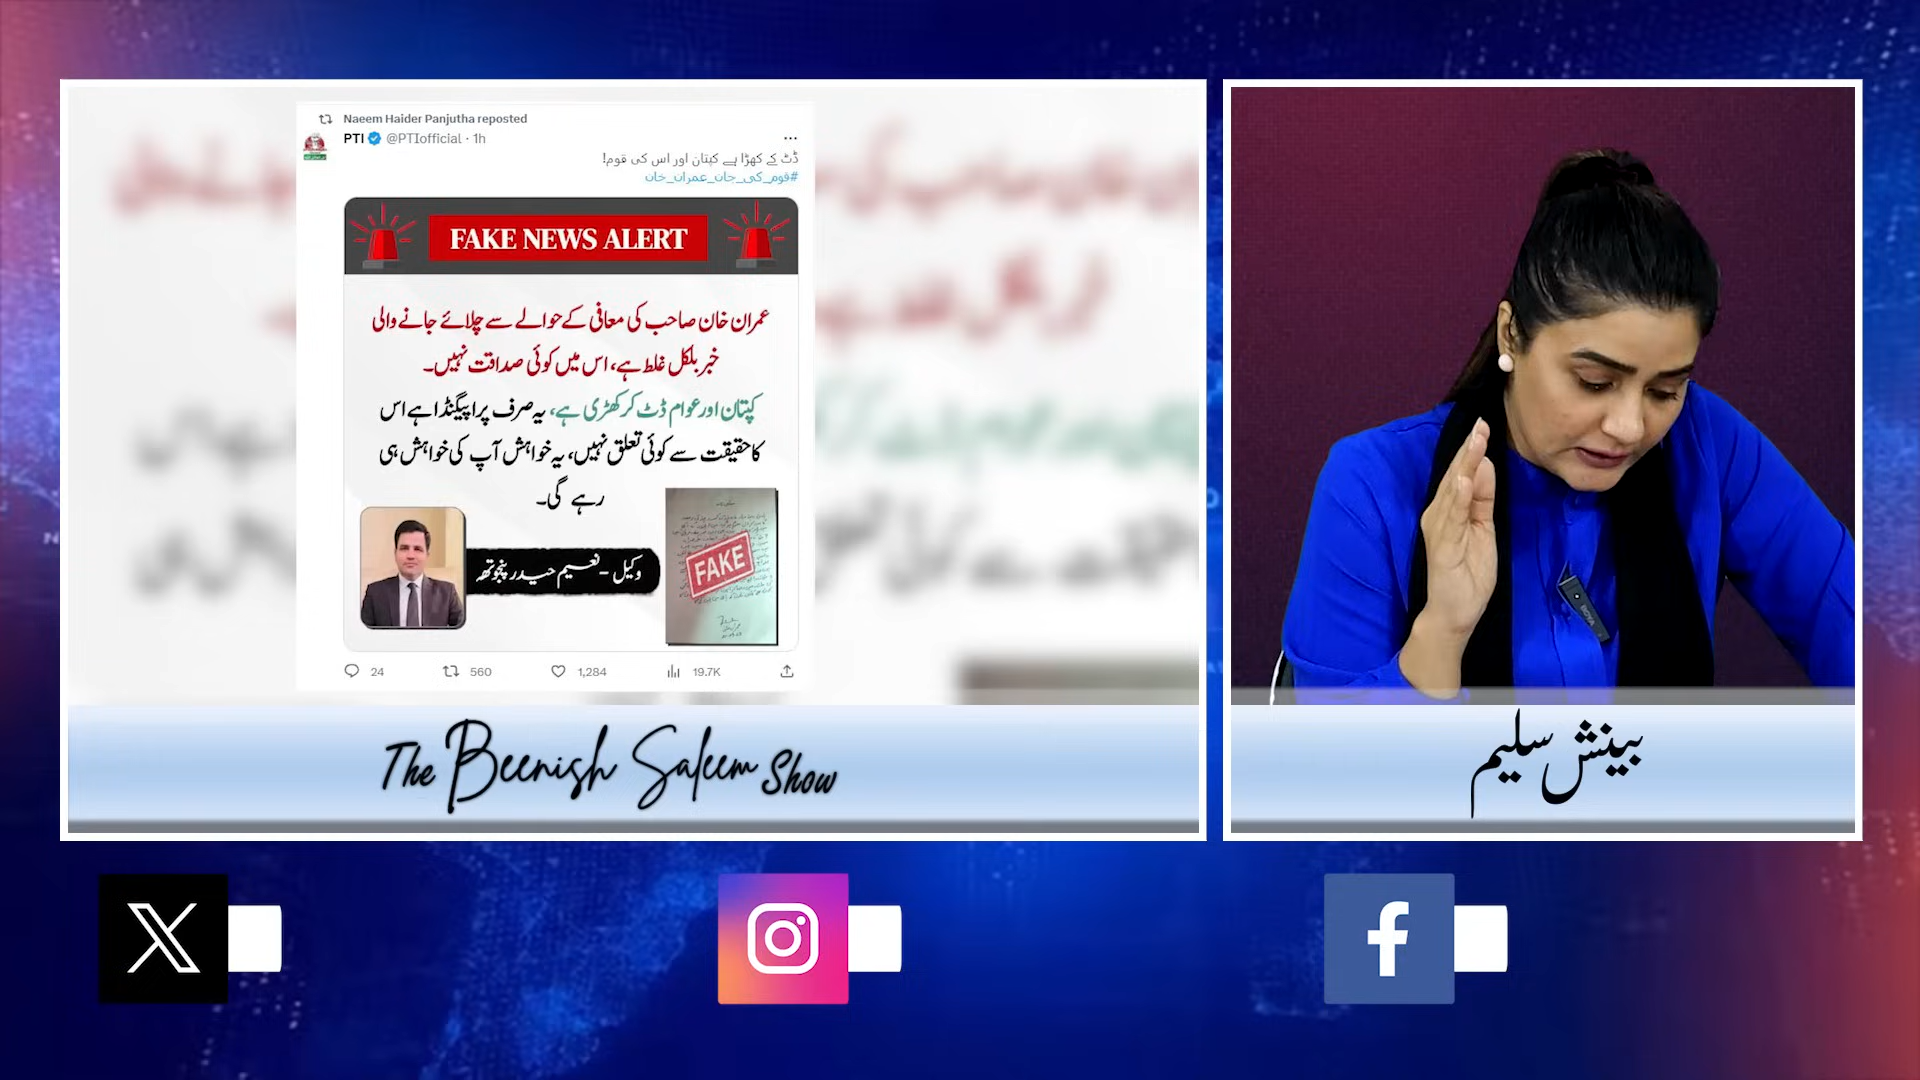 Naeem Haider Panjutha reposted
PTI @PTIofficial · 1h
ڈٹ کے کھڑا ہے کپتان اور اس کی قوم!
#قوم_کی_جان_عمران_خان
FAKE NEWS ALERT
عمران خان صاحب کی معافی کے حوالے سے چلائے جانے والی
خبر بلکل غلط ہے، اس میں کوئی صداقت نہیں۔
کپتان اور عوام ڈٹ کر کھڑی ہے، یہ صرف پراپیگنڈا ہے اس
کا حقیقت سے کوئی تعلق نہیں، یہ خواہش آپ کی خواہش ہی
رہے گی۔
وکیل - نعیم حیدر پنجوتھہ
FAKE
24 560 1,284 19.7K
The Beenish Saleem Show
بینش سلیم
BOYA